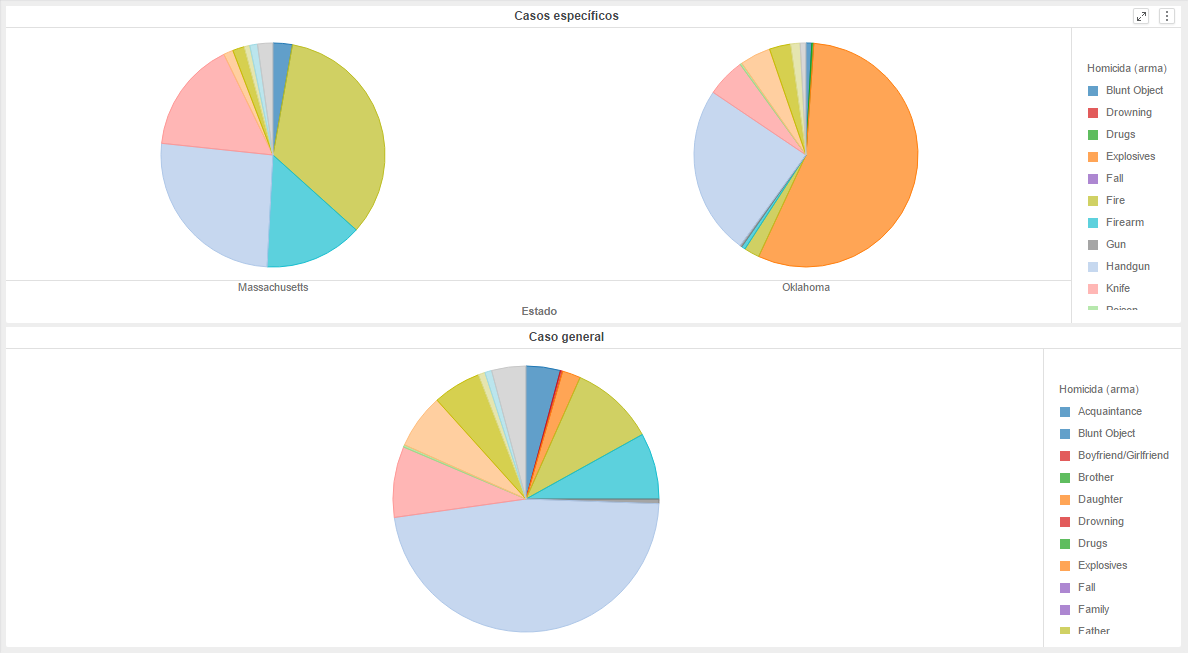 Casos específicos
Homicida (arma)
Blunt Object
Drowning
Drugs
Explosives
Fall
Fire
Firearm
Gun
Handgun
Knife
Massachusetts
Oklahoma
Estado
Caso general
Homicida (arma)
Acquaintance
Blunt Object
Boyfriend/Girlfriend
Brother
Daughter
Drowning
Drugs
Explosives
Fall
Family
Father